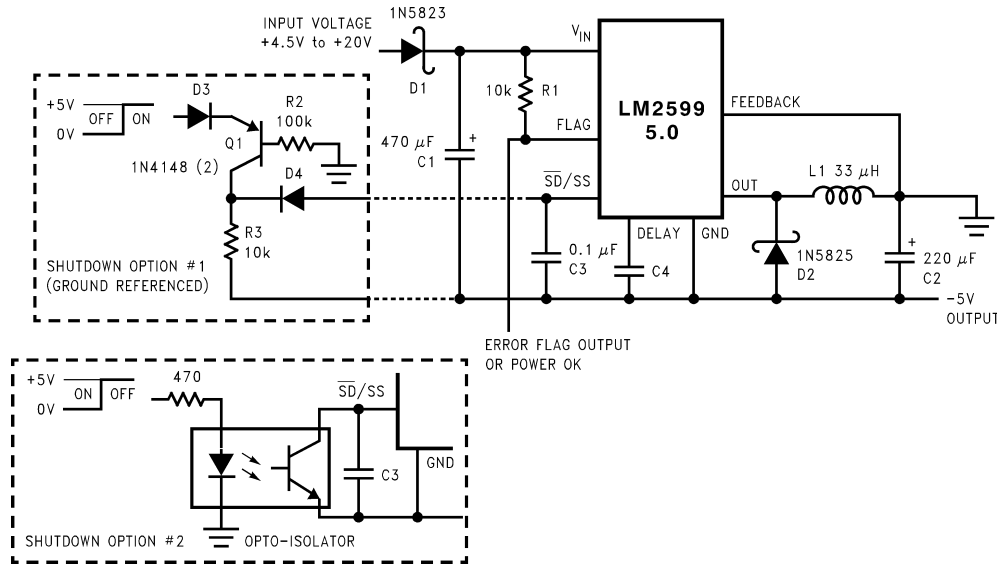 INPUT VOLTAGE
+4.5V to +20V
1N5823
D1
VIN
10k R1
FLAG
LM2599
5.0
FEEDBACK
OUT
L1 33 μH
470 μF
+
C1
S̅D̅/SS
0.1 μF
C3
DELAY
C4
GND
1N5825
D2
+
220 μF
C2
-5V
OUTPUT
ERROR FLAG OUTPUT
OR POWER OK
+5V
OFF ON
0V
D3
R2
100k
Q1
1N4148 (2)
D4
R3
10k
SHUTDOWN OPTION #1
(GROUND REFERENCED)
+5V
ON OFF
0V
470
S̅D̅/SS
GND
C3
SHUTDOWN OPTION #2
OPTO-ISOLATOR